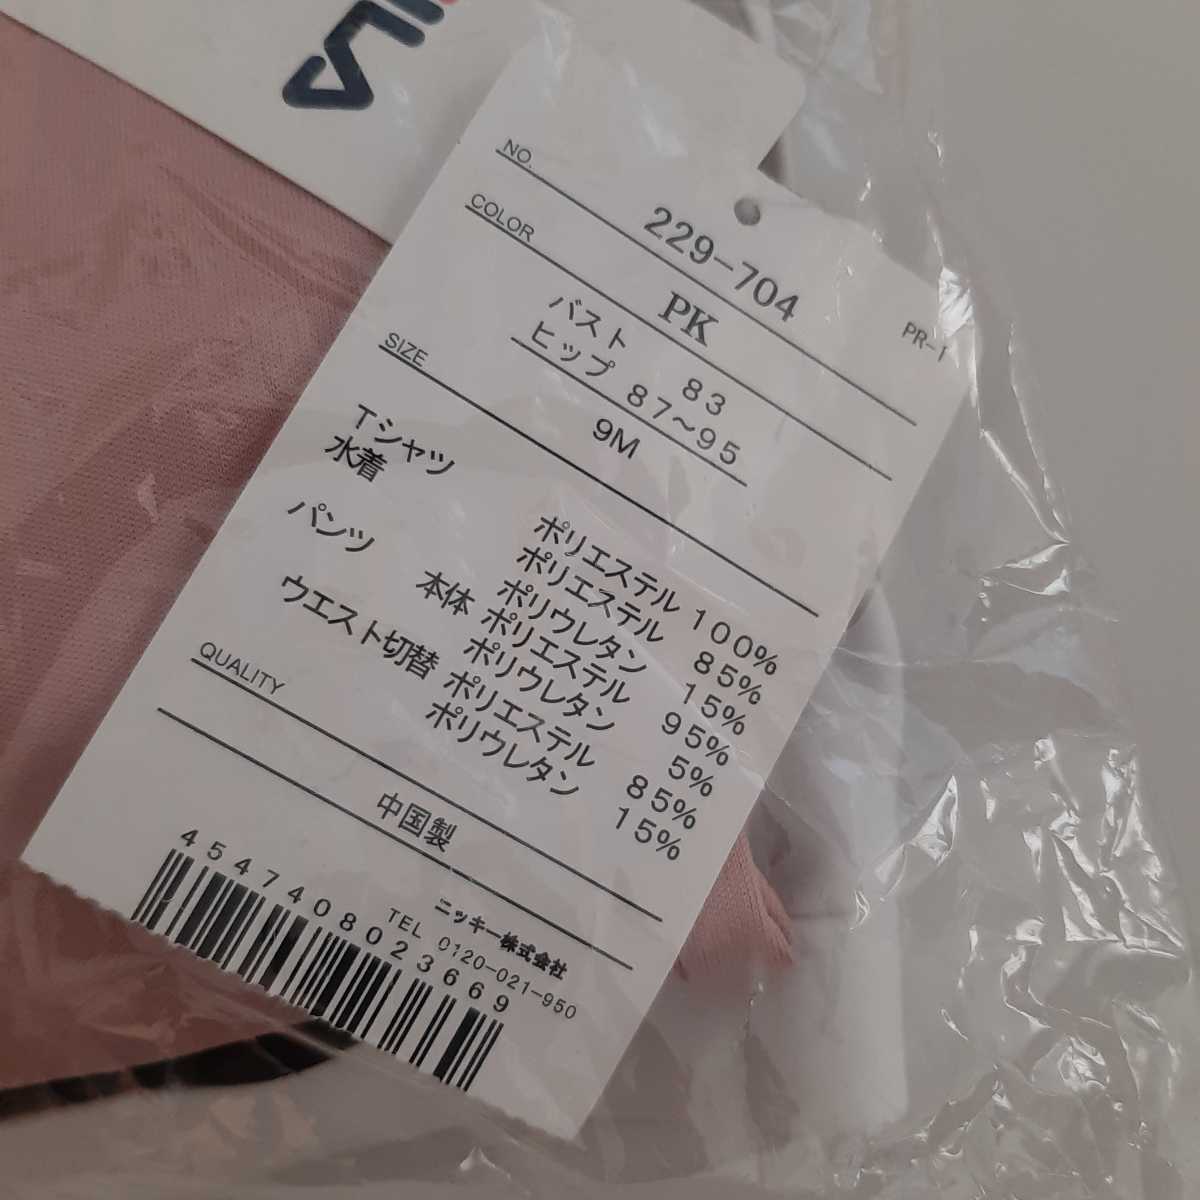 FILA
NO.
229-704
PR-1
COLOR
PK
バスト 83
ヒップ 87～95
SIZE
9M
Tシャツ ポリエステル 100%
水着 ポリエステル 85%
ポリウレタン 15%
パンツ 本体 ポリエステル 95%
ポリウレタン 5%
ウエスト切替 ポリエステル 85%
ポリウレタン 15%
QUALITY
中国製
ニッキー株式会社
TEL 0120-021-950
4547408023669